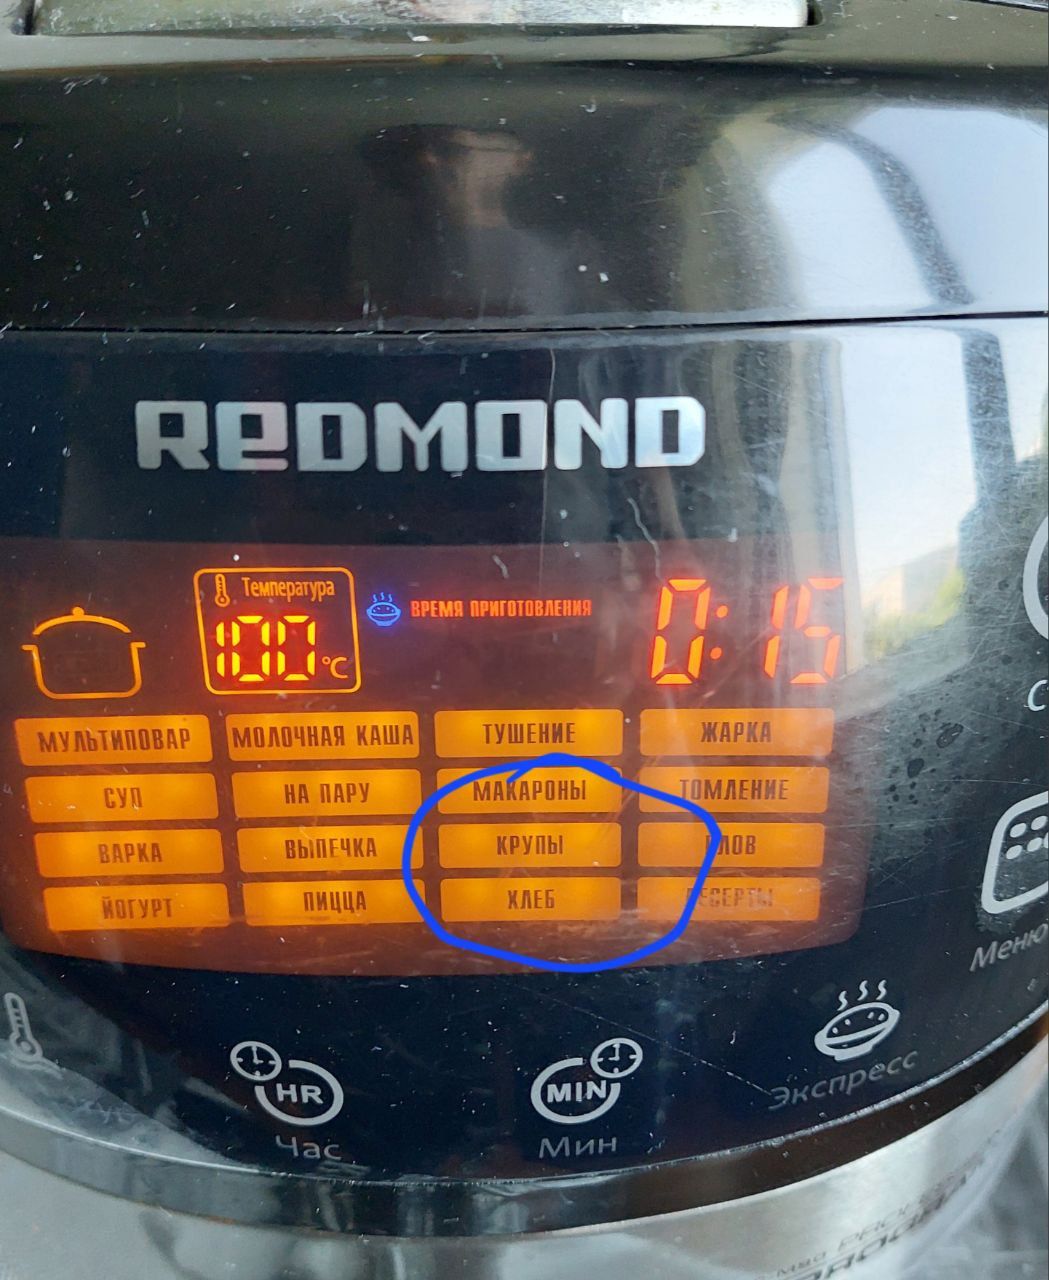 REDMOND
Температура
100 °C
ВРЕМЯ ПРИГОТОВЛЕНИЯ
0:15
МУЛЬТИПОВАР МОЛОЧНАЯ КАША ТУШЕНИЕ ЖАРКА
СУП НА ПАРУ МАКАРОНЫ ТОМЛЕНИЕ
ВАРКА ВЫПЕЧКА КРУПЫ
ЙОГУРТ ПИЦЦА ХЛЕБ ДЕСЕРТЫ
Меню
HR
Час
MIN
Мин
Экспресс